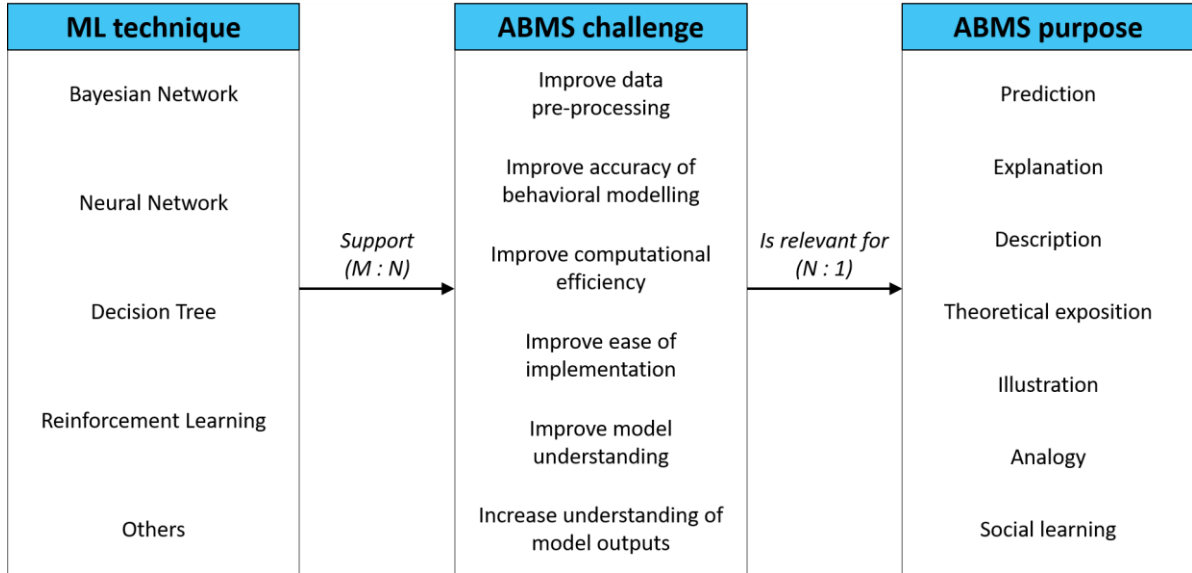 ML technique
Bayesian Network
Neural Network
Decision Tree
Reinforcement Learning
Others
Support
(M : N)
ABMS challenge
Improve data
pre-processing
Improve accuracy of
behavioral modelling
Improve computational
efficiency
Improve ease of
implementation
Improve model
understanding
Increase understanding of
model outputs
Is relevant for
(N : 1)
ABMS purpose
Prediction
Explanation
Description
Theoretical exposition
Illustration
Analogy
Social learning